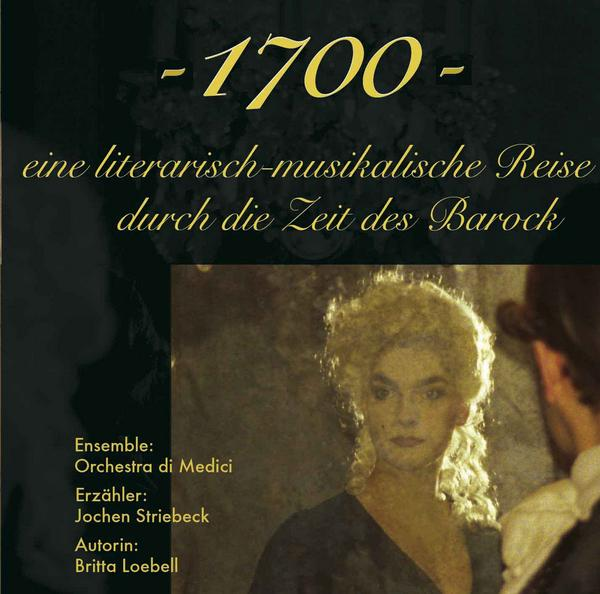 - 1700 -
eine literarisch-musikalische Reise
durch die Zeit des Barock
Ensemble:
Orchestra di Medici
Erzähler:
Jochen Striebeck
Autorin:
Britta Loebell